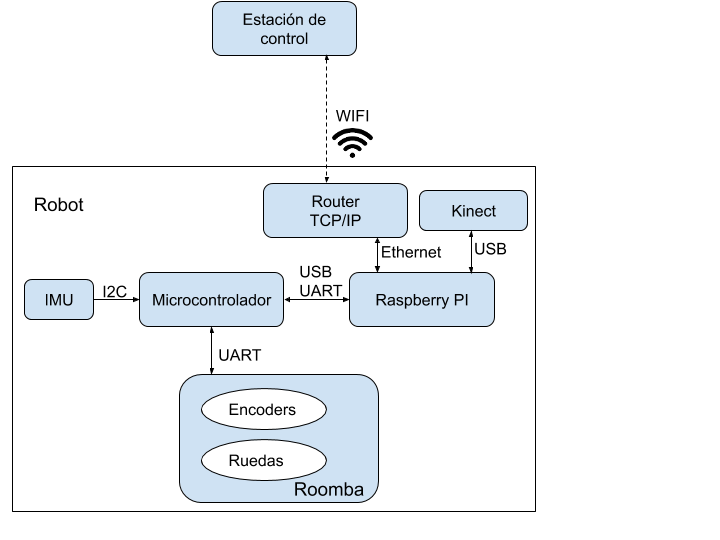 Estación de
control
WIFI
Robot
Router
TCP/IP
Kinect
Ethernet
USB
IMU
I2C
Microcontrolador
USB
UART
Raspberry PI
UART
Encoders
Ruedas
Roomba